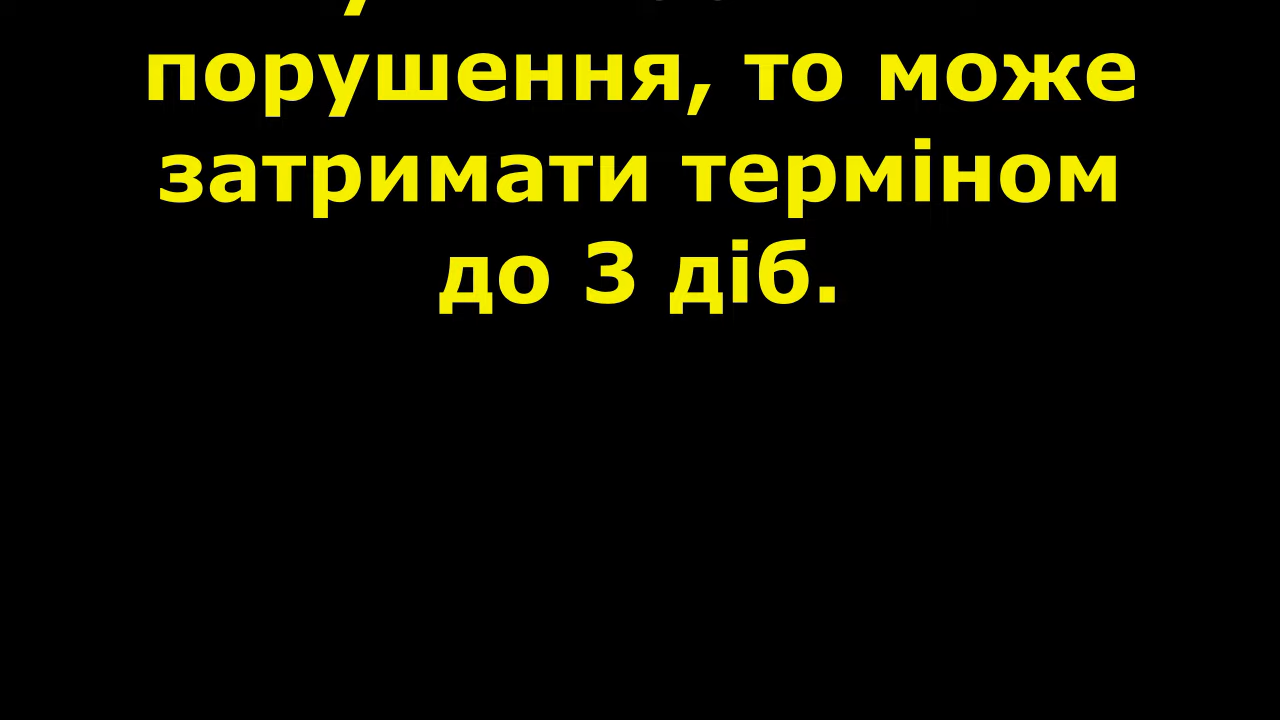 порушення, то може
затримати терміном
до 3 діб.